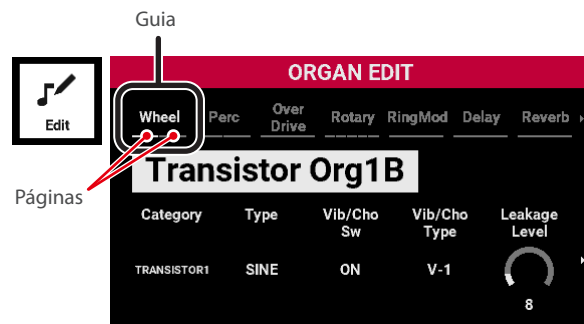 Guia
Edit
ORGAN EDIT
Wheel Perc Over Drive Rotary RingMod Delay Reverb
Páginas
Transistor Org1B
Category Type Vib/Cho Sw Vib/Cho Type Leakage Level
TRANSISTOR1 SINE ON V-1
8